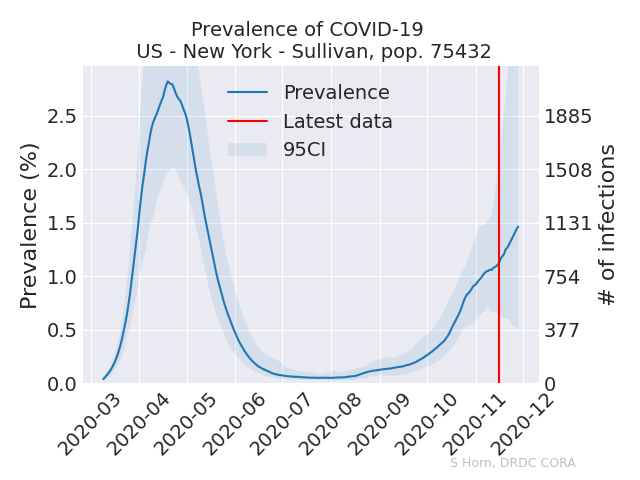 Prevalence of COVID-19
US - New York - Sullivan, pop. 75432
Prevalence
Latest data
95CI
Prevalence (%)
2.5
2.0
1.5
1.0
0.5
0.0
1885
1508
1131
754
377
0
# of infections
2020-03
2020-04
2020-05
2020-06
2020-07
2020-08
2020-09
2020-10
2020-11
2020-12
S Horn, DRDC CORA